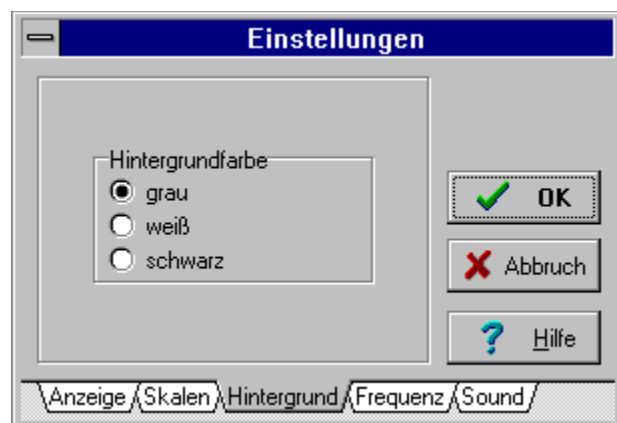 Einstellungen
Hintergrundfarbe
grau
weiß
schwarz
OK
Abbruch
Hilfe
Anzeige Skalen Hintergrund Frequenz Sound